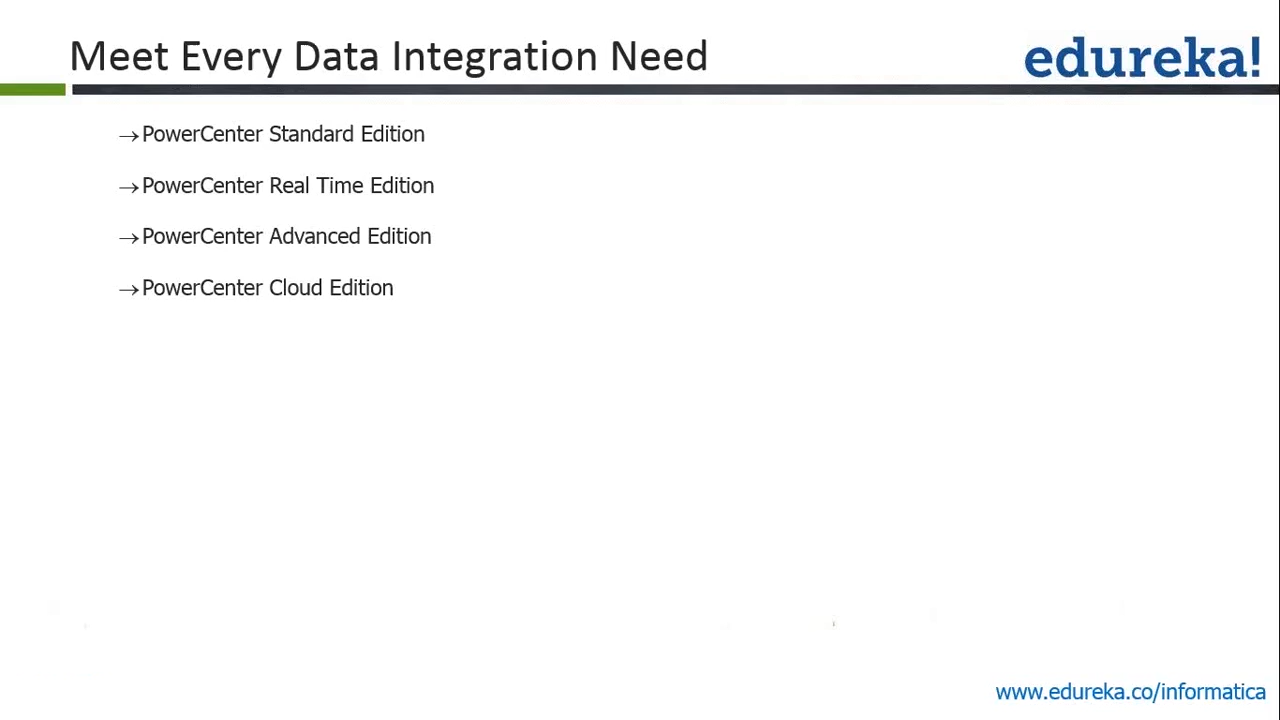 Meet Every Data Integration Need
edureka!
→PowerCenter Standard Edition
→PowerCenter Real Time Edition
→PowerCenter Advanced Edition
→PowerCenter Cloud Edition
www.edureka.co/informatica